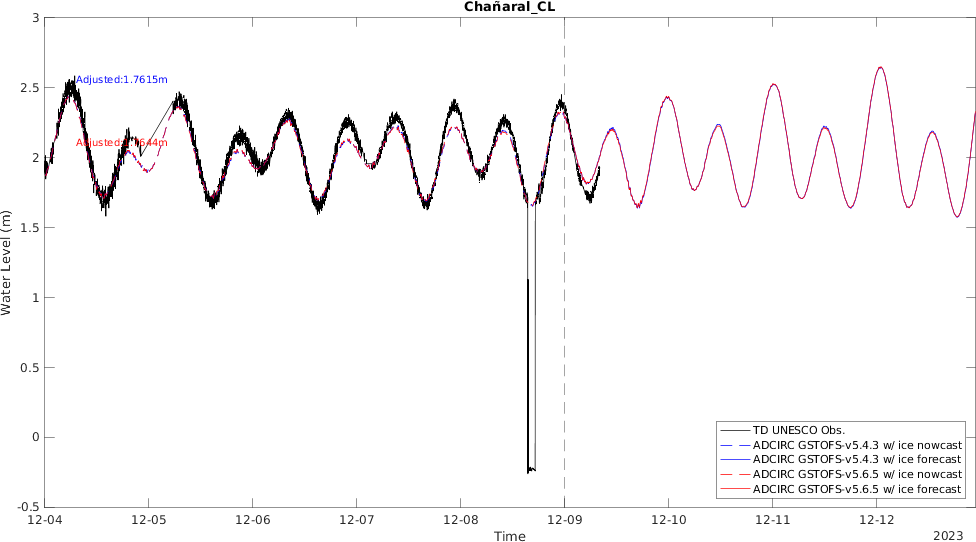 Chañaral_CL
3
2.5
2
1.5
1
0.5
0
-0.5
Water Level (m)
Adjusted:1.7615m
12-04
12-05
12-06
12-07
12-08
12-09
12-10
12-11
12-12
Time
2023
TD UNESCO Obs.
ADCIRC GSTOFS-v5.4.3 w/ ice nowcast
ADCIRC GSTOFS-v5.4.3 w/ ice forecast
ADCIRC GSTOFS-v5.6.5 w/ ice nowcast
ADCIRC GSTOFS-v5.6.5 w/ ice forecast